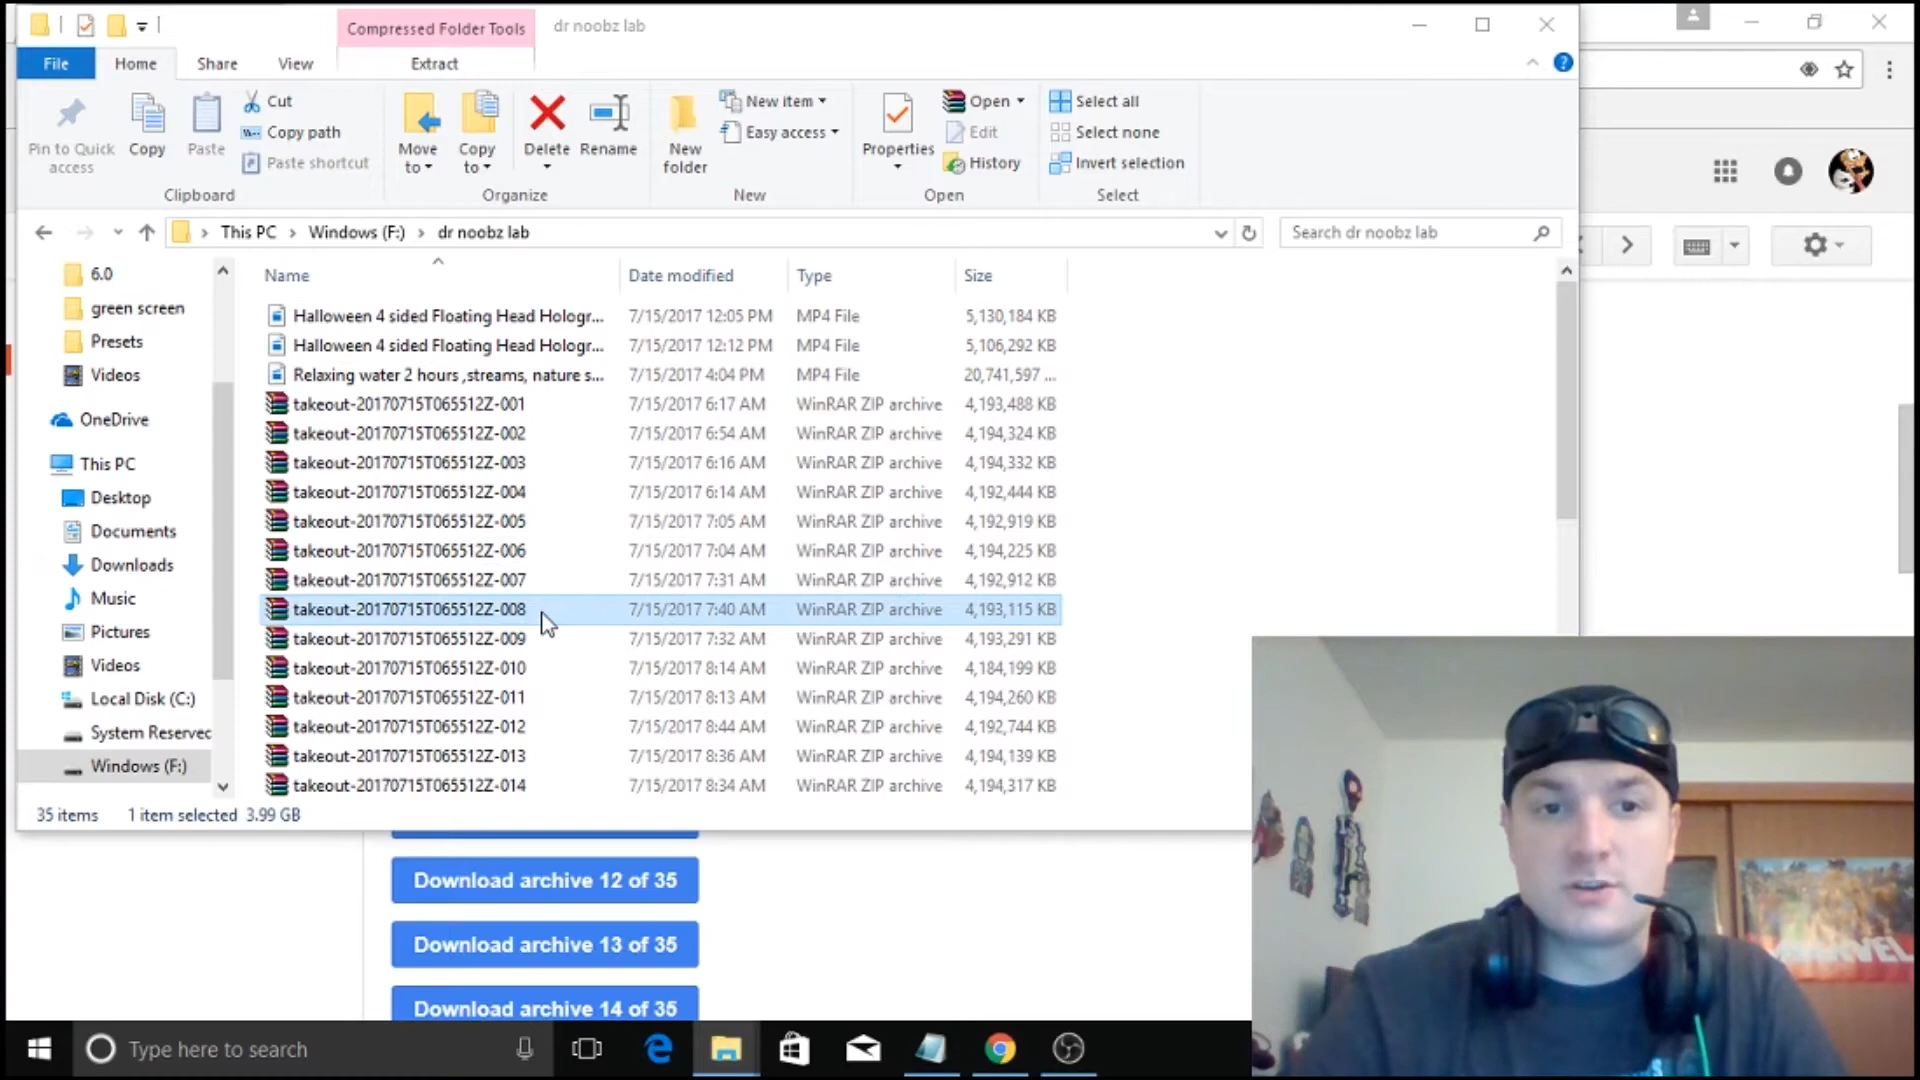 Compressed Folder Tools
dr noobz lab
File
Home
Share
View
Extract
Pin to Quick access
Copy
Paste
Cut
Copy path
Paste shortcut
Clipboard
Move to
Copy to
Delete
Rename
Organize
New folder
New item
Easy access
New
Properties
Open
Edit
History
Open
Select all
Select none
Invert selection
Select
This PC > Windows (F:) > dr noobz lab
Search dr noobz lab
6.0
green screen
Presets
Videos
OneDrive
This PC
Desktop
Documents
Downloads
Music
Pictures
Videos
Local Disk (C:)
System Reserved
Windows (F:)
Name Date modified Type Size
Halloween 4 sided Floating Head Hologr... 7/15/2017 12:05 PM MP4 File 5,130,184 KB
Halloween 4 sided Floating Head Hologr... 7/15/2017 12:12 PM MP4 File 5,106,292 KB
Relaxing water 2 hours ,streams, nature s... 7/15/2017 4:04 PM MP4 File 20,741,597 ...
takeout-20170715T065512Z-001 7/15/2017 6:17 AM WinRAR ZIP archive 4,193,488 KB
takeout-20170715T065512Z-002 7/15/2017 6:54 AM WinRAR ZIP archive 4,194,324 KB
takeout-20170715T065512Z-003 7/15/2017 6:16 AM WinRAR ZIP archive 4,194,332 KB
takeout-20170715T065512Z-004 7/15/2017 6:14 AM WinRAR ZIP archive 4,192,444 KB
takeout-20170715T065512Z-005 7/15/2017 7:05 AM WinRAR ZIP archive 4,192,919 KB
takeout-20170715T065512Z-006 7/15/2017 7:04 AM WinRAR ZIP archive 4,194,225 KB
takeout-20170715T065512Z-007 7/15/2017 7:31 AM WinRAR ZIP archive 4,192,912 KB
takeout-20170715T065512Z-008 7/15/2017 7:40 AM WinRAR ZIP archive 4,193,115 KB
takeout-20170715T065512Z-009 7/15/2017 7:32 AM WinRAR ZIP archive 4,193,291 KB
takeout-20170715T065512Z-010 7/15/2017 8:14 AM WinRAR ZIP archive 4,184,199 KB
takeout-20170715T065512Z-011 7/15/2017 8:13 AM WinRAR ZIP archive 4,194,260 KB
takeout-20170715T065512Z-012 7/15/2017 8:44 AM WinRAR ZIP archive 4,192,744 KB
takeout-20170715T065512Z-013 7/15/2017 8:36 AM WinRAR ZIP archive 4,194,139 KB
takeout-20170715T065512Z-014 7/15/2017 8:34 AM WinRAR ZIP archive 4,194,317 KB
35 items 1 item selected 3.99 GB
Download archive 12 of 35
Download archive 13 of 35
Download archive 14 of 35
MARVEL
Type here to search